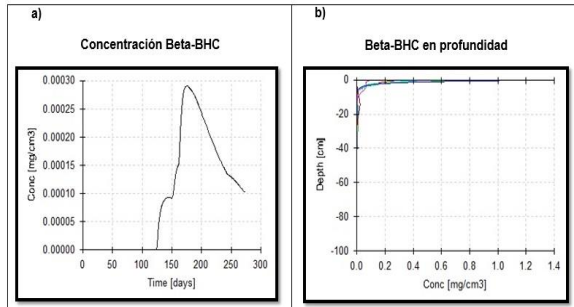 a)
Concentración Beta-BHC
0.00030
0.00025
0.00020
0.00015
0.00010
0.00005
0.00000
Conc [mg/cm3]
0 50 100 150 200 250 300
Time [days]
b)
Beta-BHC en profundidad
0
-20
-40
-60
-80
-100
Depth [cm]
0.0 0.2 0.4 0.6 0.8 1.0 1.2 1.4
Conc [mg/cm3]